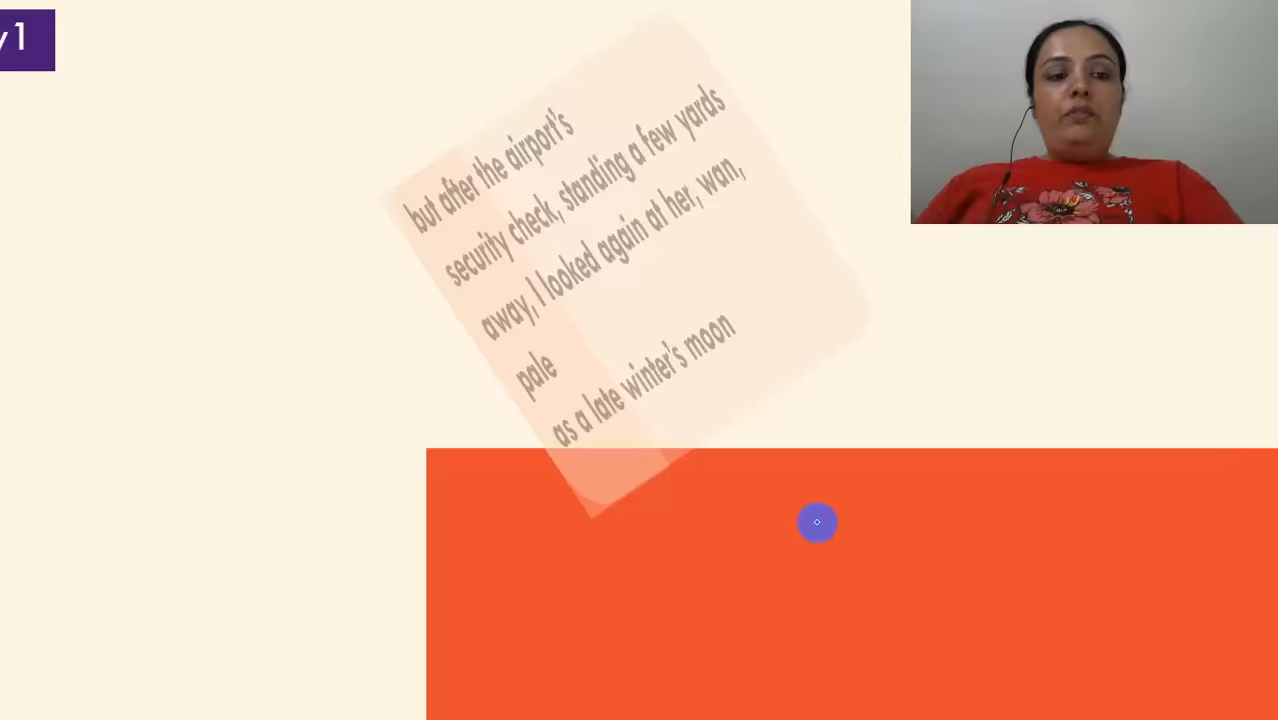 y1
but after the airport's
security check, standing a few yards
away, I looked again at her, wan,
pale
as a late winter's moon